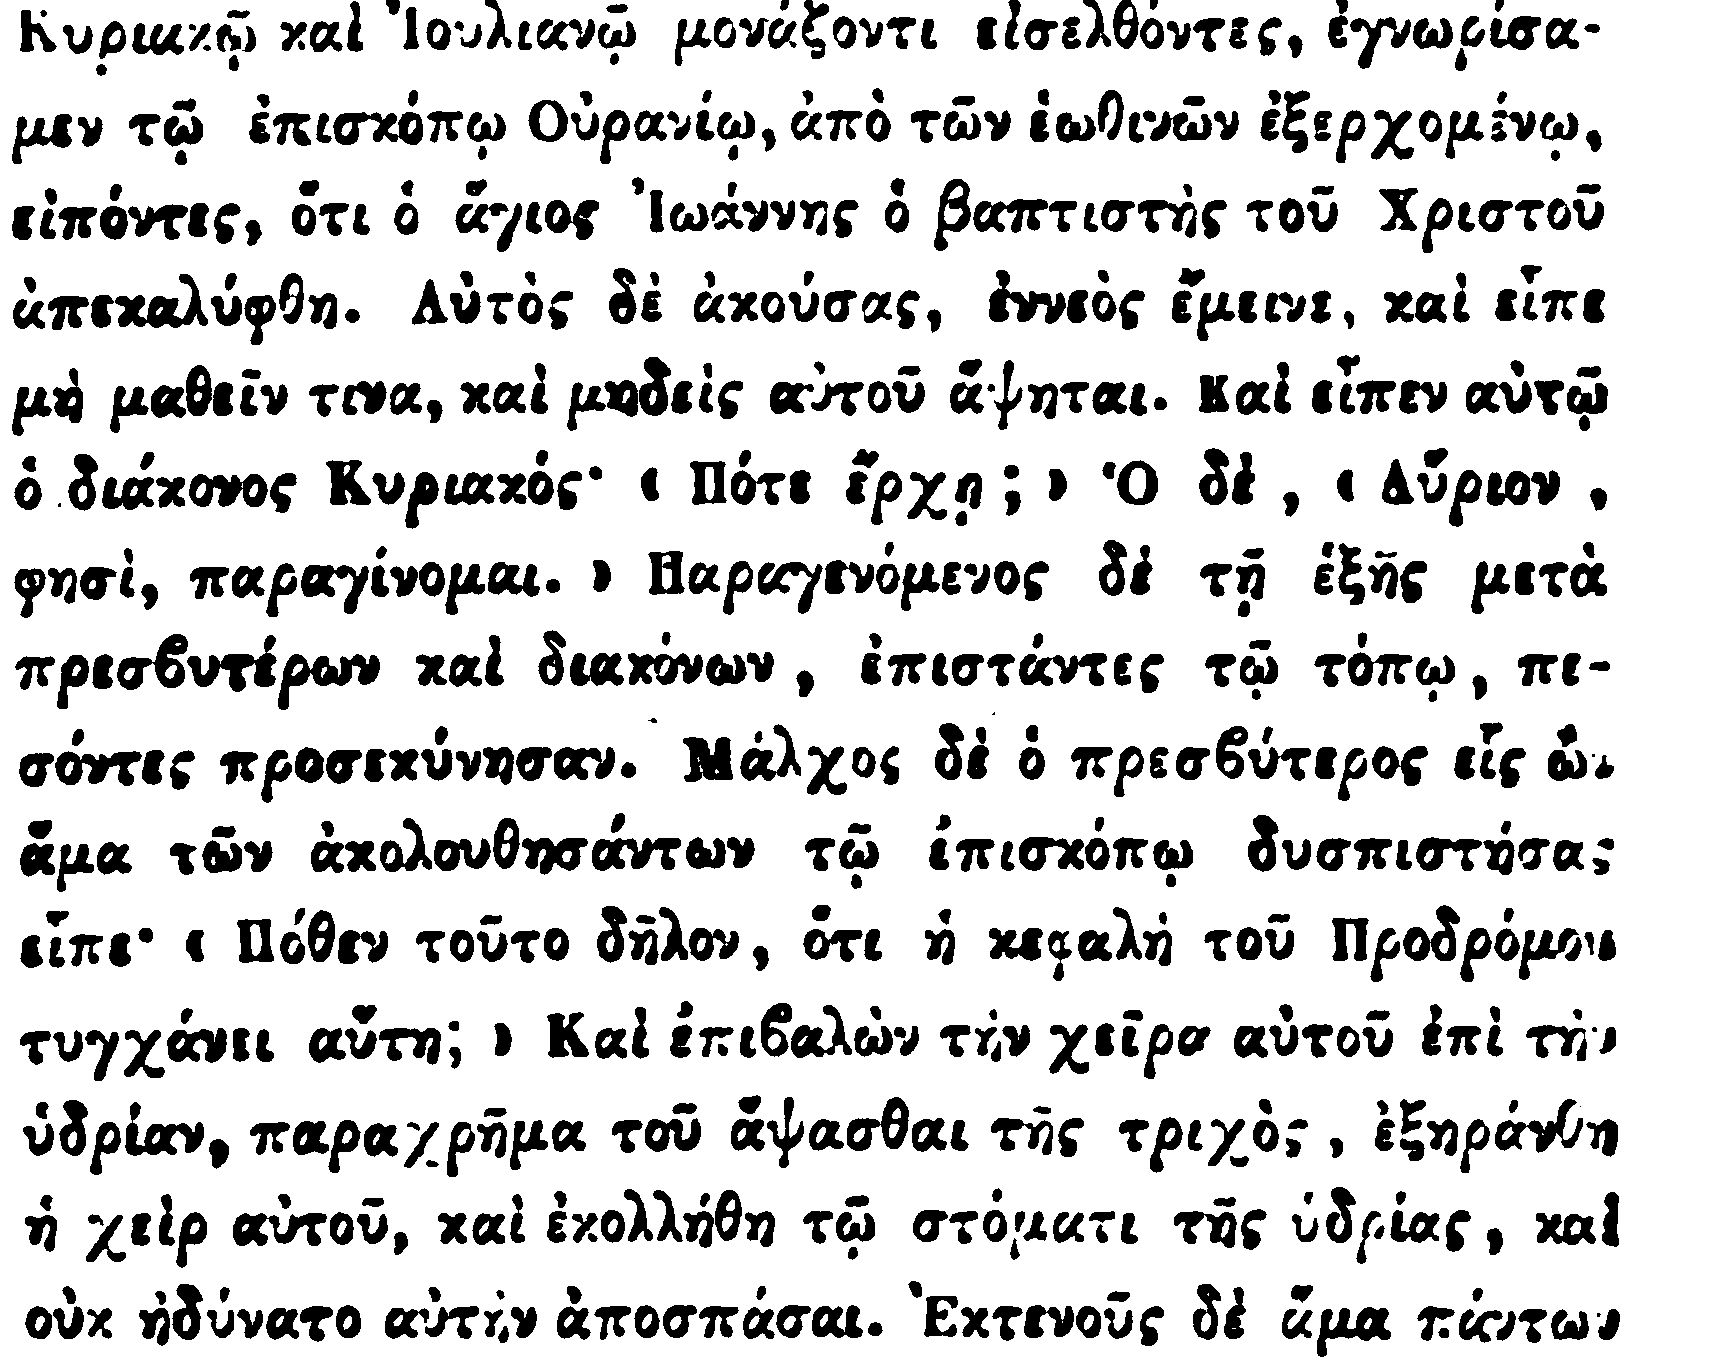 Κυριακῷ καὶ Ἰουλιανῷ μονάζοντι εἰσελθόντες, ἐγνωρίσα-
μεν τῷ ἐπισκόπῳ Οὐρανίῳ, ἀπὸ τῶν ἑωθινῶν ἐξερχομένῳ,
εἰπόντες, ὅτι ὁ ἅγιος Ἰωάννης ὁ βαπτιστὴς τοῦ Χριστοῦ
ἀπεκαλύφθη. Αὐτὸς δὲ ἀκούσας, ἐννεὸς ἔμεινε, καὶ εἶπε
μὴ μαθεῖν τινα, καὶ μηδεὶς αὐτοῦ ἅψηται. Καὶ εἶπεν αὐτῷ
ὁ διάκονος Κυριακός· « Πότε ἔρχῃ ; » Ὁ δὲ , « Αὔριον ,
φησὶ, παραγίνομαι. » Παραγενόμενος δὲ τῇ ἑξῆς μετὰ
πρεσϐυτέρων καὶ διακόνων , ἐπιστάντες τῷ τόπῳ , πε-
σόντες προσεκύνησαν. Μάλχος δὲ ὁ πρεσϐύτερος εἷς ὢν
ἅμα τῶν ἀκολουθησάντων τῷ ἐπισκόπῳ δυσπιστήσας
εἶπε· « Πόθεν τοῦτο δῆλον, ὅτι ἡ κεφαλὴ τοῦ Προδρόμου
τυγχάνει αὕτη; » Καὶ ἐπιϐαλὼν τὴν χεῖρα αὐτοῦ ἐπὶ τὴν
ὑδρίαν, παραχρῆμα τοῦ ἅψασθαι τῆς τριχὸς , ἐξηράνθη
ἡ χεὶρ αὐτοῦ, καὶ ἐκολλήθη τῷ στόματι τῆς ὑδρίας , καὶ
οὐκ ἠδύνατο αὐτὴν ἀποσπάσαι. Ἐκτενοῦς δὲ ἅμα πάντων